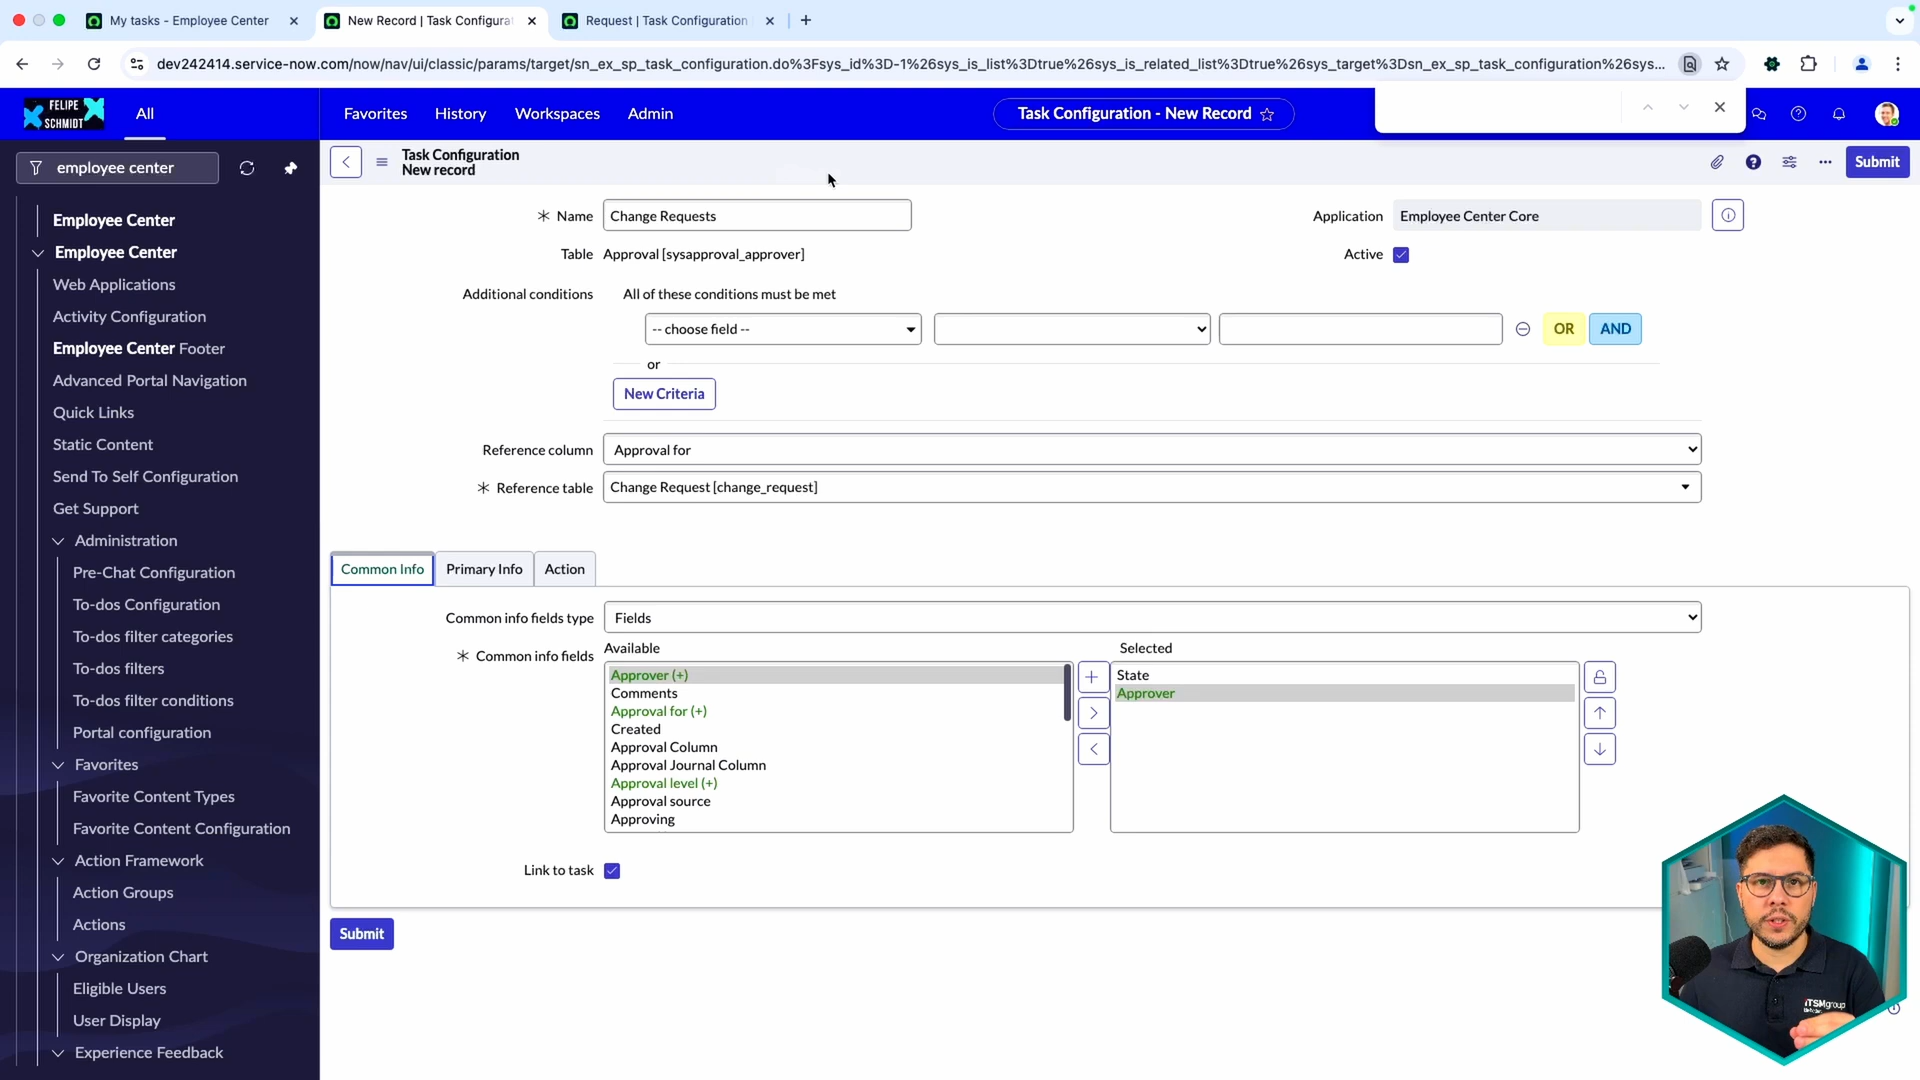 My tasks - Employee Center
New Record | Task Configurat
Request | Task Configuration
dev242414.service-now.com/now/nav/ui/classic/params/target/sn_ex_sp_task_configuration.do%3Fsys_id%3D-1%26sys_is_list%3Dtrue%26sys_is_related_list%3Dtrue%26sys_target%3Dsn_ex_sp_task_configuration%26sys...
FELIPE
SCHMIDT
All
Favorites
History
Workspaces
Admin
Task Configuration - New Record
employee center
Employee Center
Employee Center
Web Applications
Activity Configuration
Employee Center Footer
Advanced Portal Navigation
Quick Links
Static Content
Send To Self Configuration
Get Support
Administration
Pre-Chat Configuration
To-dos Configuration
To-dos filter categories
To-dos filters
To-dos filter conditions
Portal configuration
Favorites
Favorite Content Types
Favorite Content Configuration
Action Framework
Action Groups
Actions
Organization Chart
Eligible Users
User Display
Experience Feedback
Task Configuration
New record
Submit
Name
Change Requests
Application
Employee Center Core
Table
Approval [sysapproval_approver]
Active
Additional conditions
All of these conditions must be met
-- choose field --
OR
AND
or
New Criteria
Reference column
Approval for
Reference table
Change Request [change_request]
Common Info
Primary Info
Action
Common info fields type
Fields
Common info fields
Available
Selected
Approver (+)
Comments
Approval for (+)
Created
Approval Column
Approval Journal Column
Approval level (+)
Approval source
Approving
State
Approver
Link to task
Submit
iTSMgroup